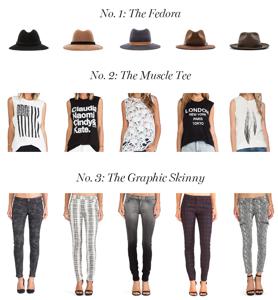 No. 1: The Fedora
No. 2: The Muscle Tee
Claudia
Naomi
Cindy&
Kate.
LONDON
NEW YORK
PARIS
TOKYO
No. 3: The Graphic Skinny